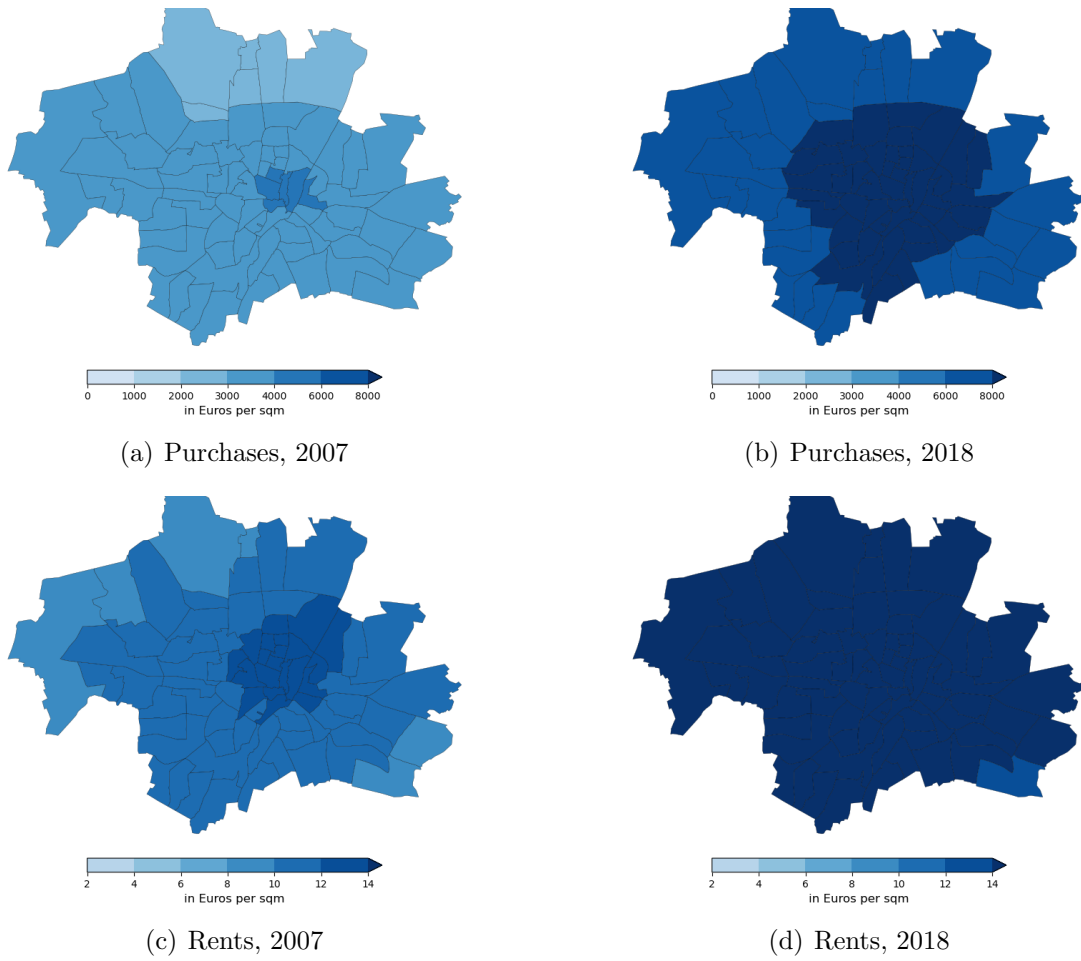 0 1000 2000 3000 4000 6000 8000
in Euros per sqm
(a) Purchases, 2007
0 1000 2000 3000 4000 6000 8000
in Euros per sqm
(b) Purchases, 2018
2 4 6 8 10 12 14
in Euros per sqm
(c) Rents, 2007
2 4 6 8 10 12 14
in Euros per sqm
(d) Rents, 2018